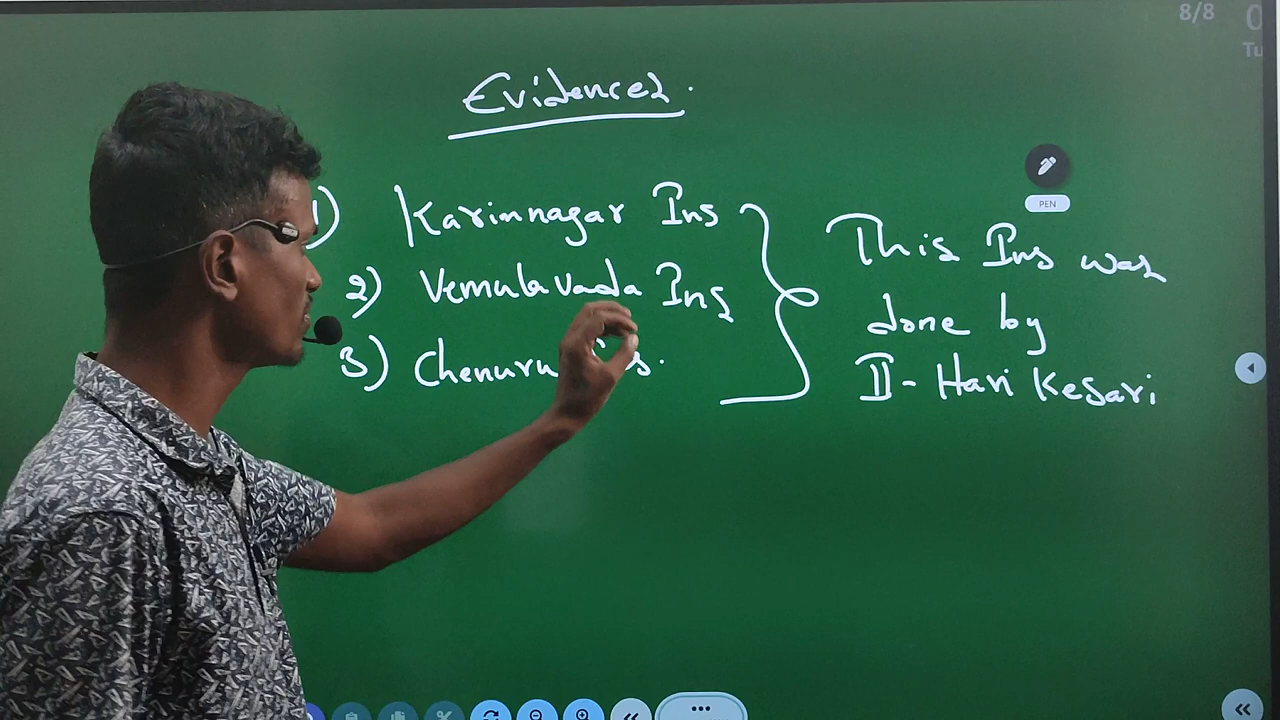 8/8
Tu
Evidences.
PEN
1) Karimnagar Ins
2) Vemulavada Ins
3) Chenuru
This Ins was
done by
II - Hari Kesari